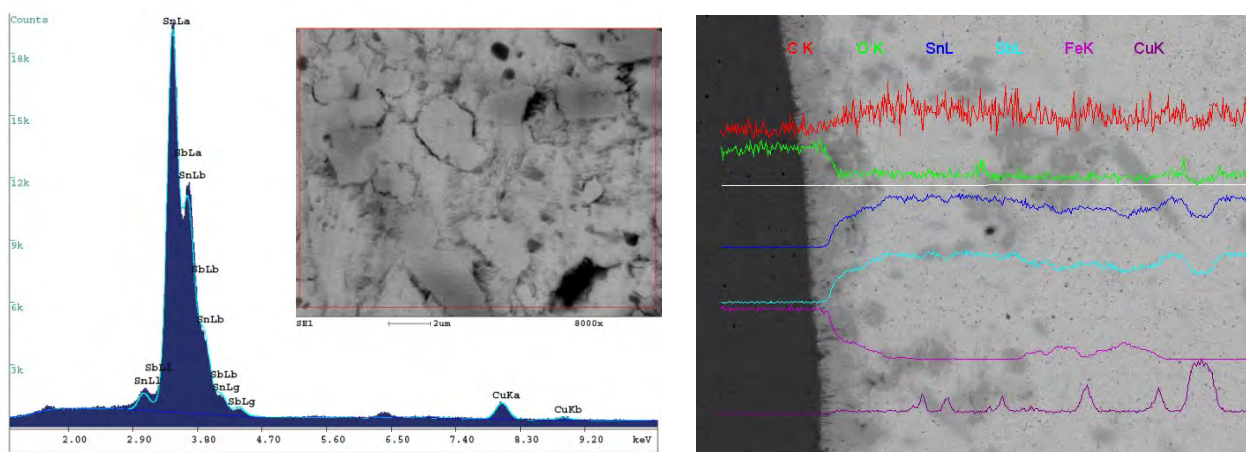 Counts
SnLa
18k
15k
SbLa
SnLb
12k
9k
SbLb
6k
SnLb
SbLl
3k
SnLl
SbLb
SnLg
SbLg
CuKa
CuKb
2.00 2.90 3.80 4.70 5.60 6.50 7.40 8.30 9.20 keV
SE1 2um 8000x
C K O K SnL SbL FeK CuK